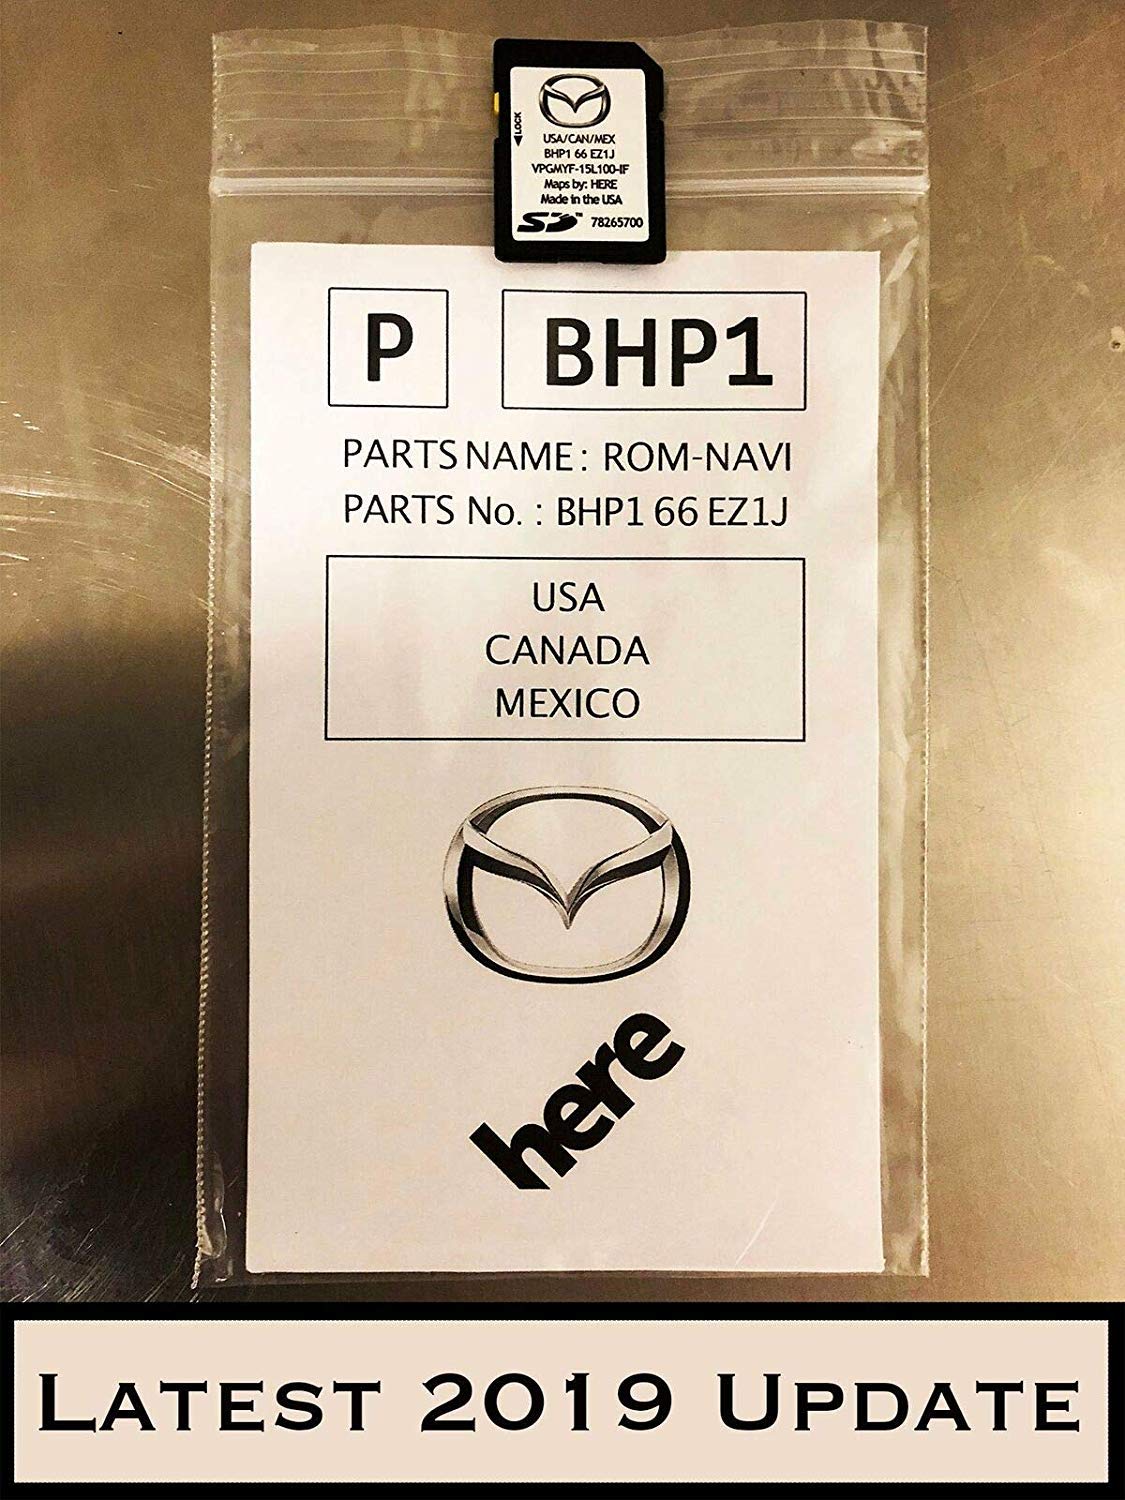 LOCK
USA/CAN/MEX
BHP1 66 EZ1J
VPGMYF-15L100-IF
Maps by: HERE
Made in the USA
SD™ 78265700
P BHP1
PARTS NAME: ROM-NAVI
PARTS No. : BHP1 66 EZ1J
USA
CANADA
MEXICO
here
LATEST 2019 UPDATE